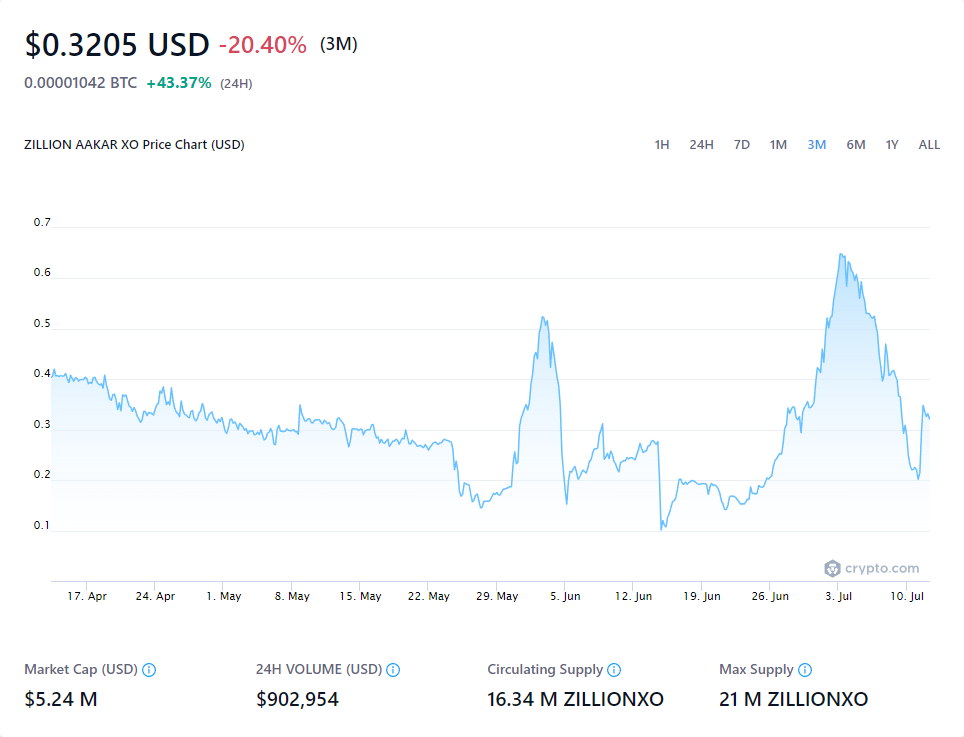 $0.3205 USD -20.40% (3M)
0.00001042 BTC +43.37% (24H)
ZILLION AAKAR XO Price Chart (USD) 1H 24H 7D 1M 3M 6M 1Y ALL
0.7
0.6
0.5
0.4
0.3
0.2
0.1
crypto.com
17. Apr 24. Apr 1. May 8. May 15. May 22. May 29. May 5. Jun 12. Jun 19. Jun 26. Jun 3. Jul 10. Jul
Market Cap (USD) 24H VOLUME (USD) Circulating Supply Max Supply
$5.24 M $902,954 16.34 M ZILLIONXO 21 M ZILLIONXO